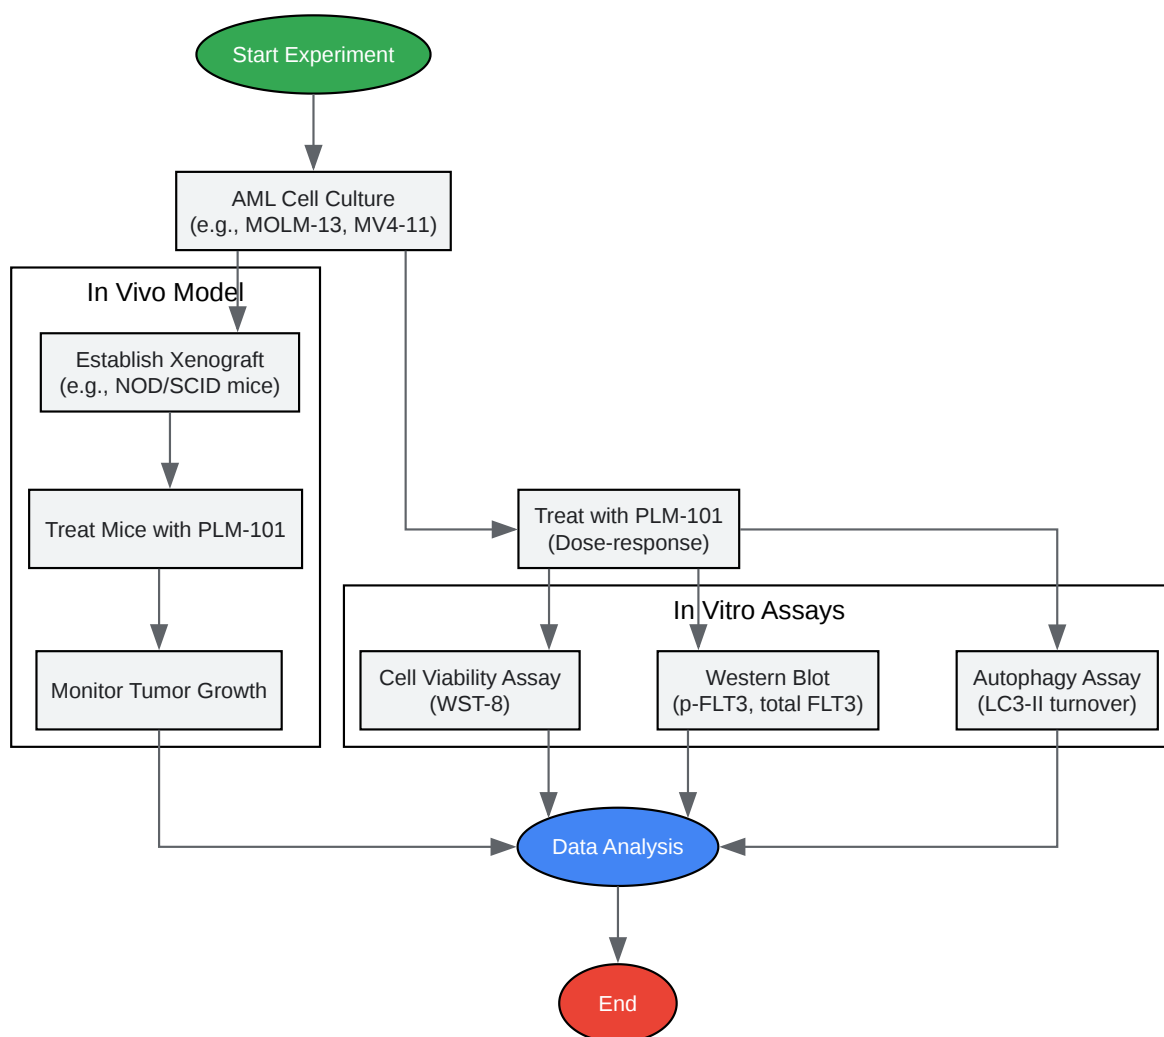 Start Experiment
AML Cell Culture
(e.g., MOLM-13, MV4-11)
In Vivo Model
Establish Xenograft
(e.g., NOD/SCID mice)
Treat Mice with PLM-101
Treat with PLM-101
(Dose-response)
In Vitro Assays
Monitor Tumor Growth
Cell Viability Assay
(WST-8)
Western Blot
(p-FLT3, total FLT3)
Autophagy Assay
(LC3-II turnover)
Data Analysis
End